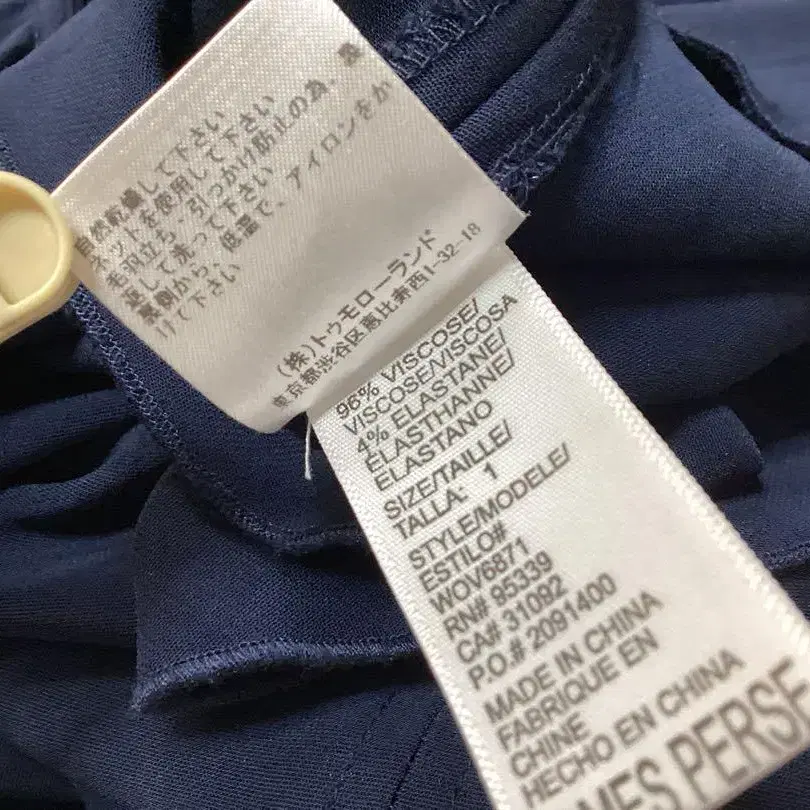 自然乾燥して下さい
ネットを使用して下さい
毛羽立ち・引っかけ防止の為、裏
返して洗って下さい
裏側から、低温で、アイロンをか
けて下さい
(株)トゥモローランド
東京都渋谷区恵比寿西1-32-18
96% VISCOSE/
VISCOSE/VISCOSA
4% ELASTANE/
ELASTHANNE/
ELASTANO
SIZE/TAILLE/
TALLA: 1
STYLE/MODELE/
ESTILO#
WOV6871
RN# 95339
CA# 31092
P.O.# 2091400
MADE IN CHINA
FABRIQUE EN
CHINE
HECHO EN CHINA
MES PERSE